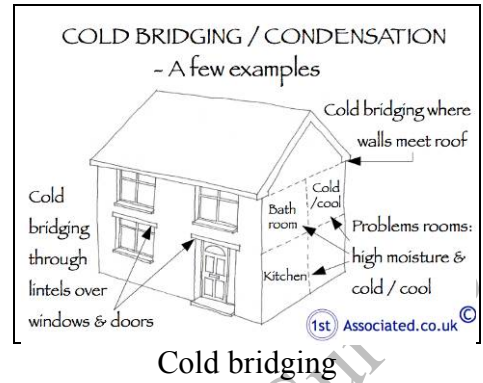 COLD BRIDGING / CONDENSATION
- A few examples
Cold bridging where
walls meet roof
Cold
/cool
Bath
room
Kitchen
Cold
bridging
through
lintels over
windows & doors
Problems rooms:
high moisture &
cold / cool
1st Associated.co.uk ©
Cold bridging